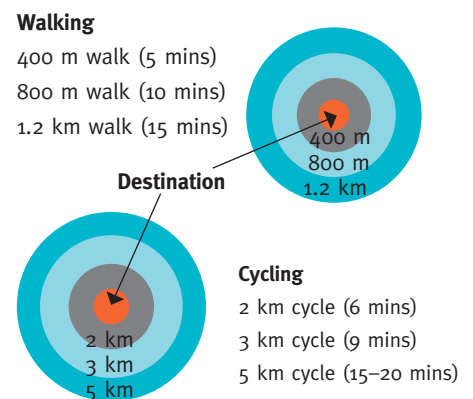 Walking
400 m walk (5 mins)
800 m walk (10 mins)
1.2 km walk (15 mins)
400 m
800 m
1.2 km
Destination
2 km
3 km
5 km
Cycling
2 km cycle (6 mins)
3 km cycle (9 mins)
5 km cycle (15–20 mins)